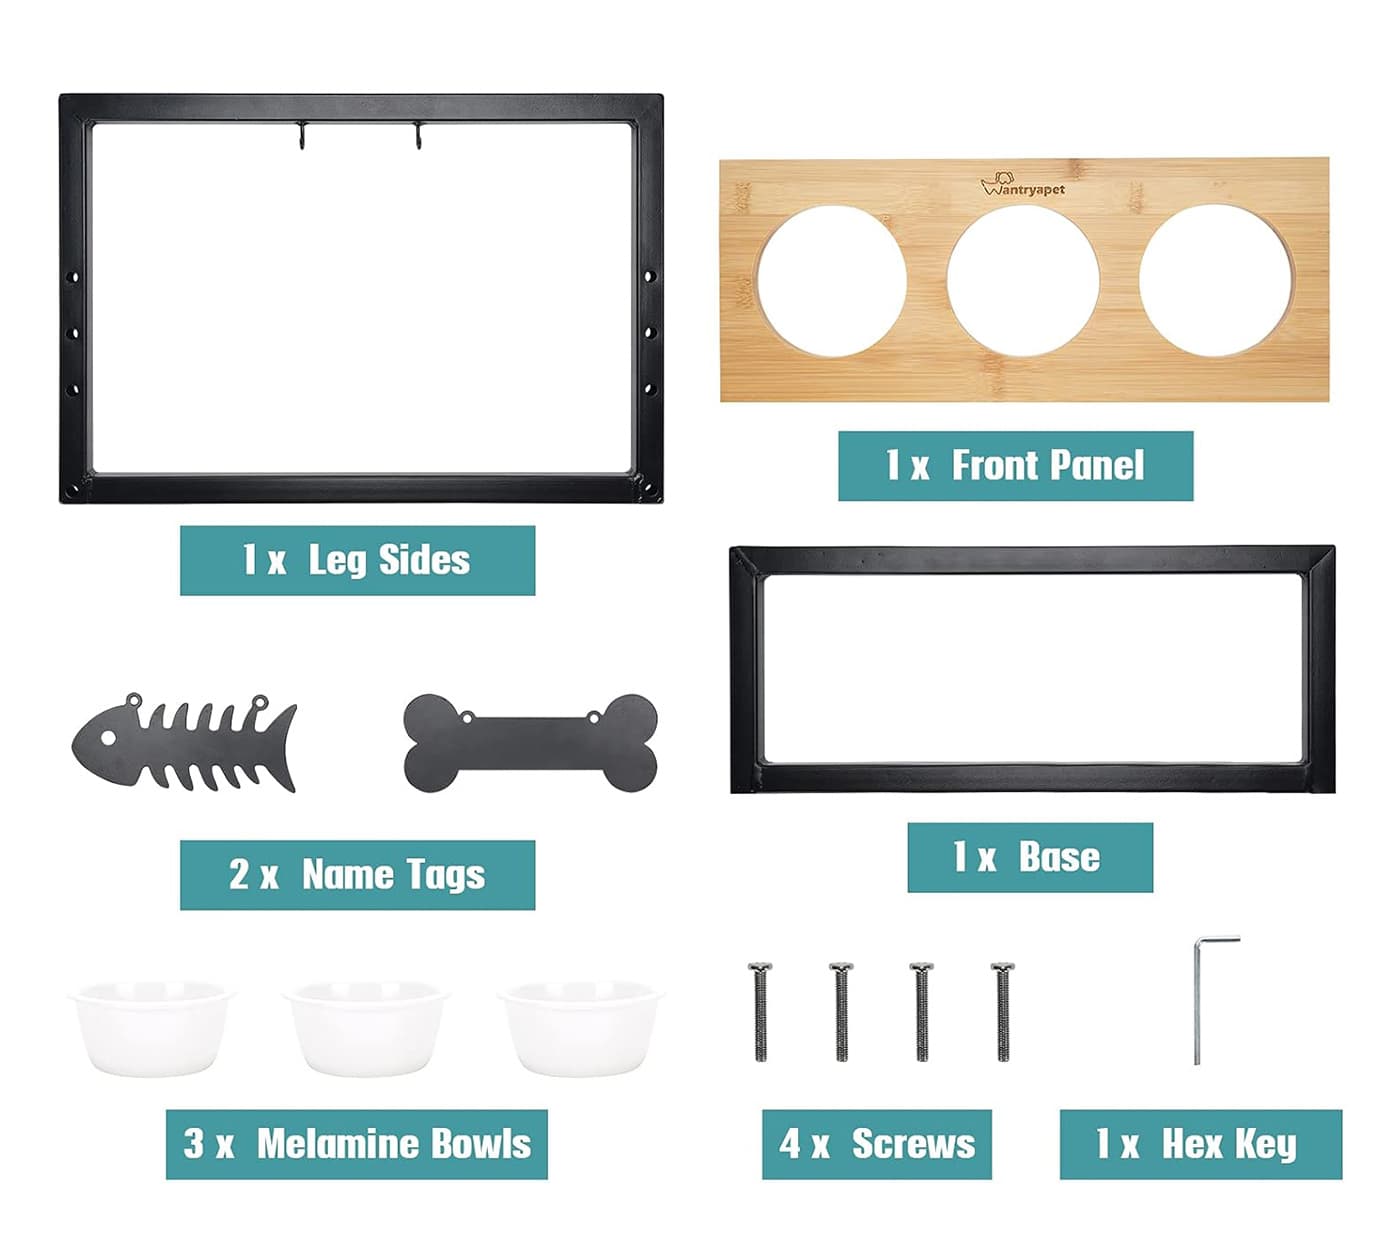 Wantryapet
1 x Front Panel
1 x Leg Sides
2 x Name Tags
1 x Base
3 x Melamine Bowls
4 x Screws
1 x Hex Key